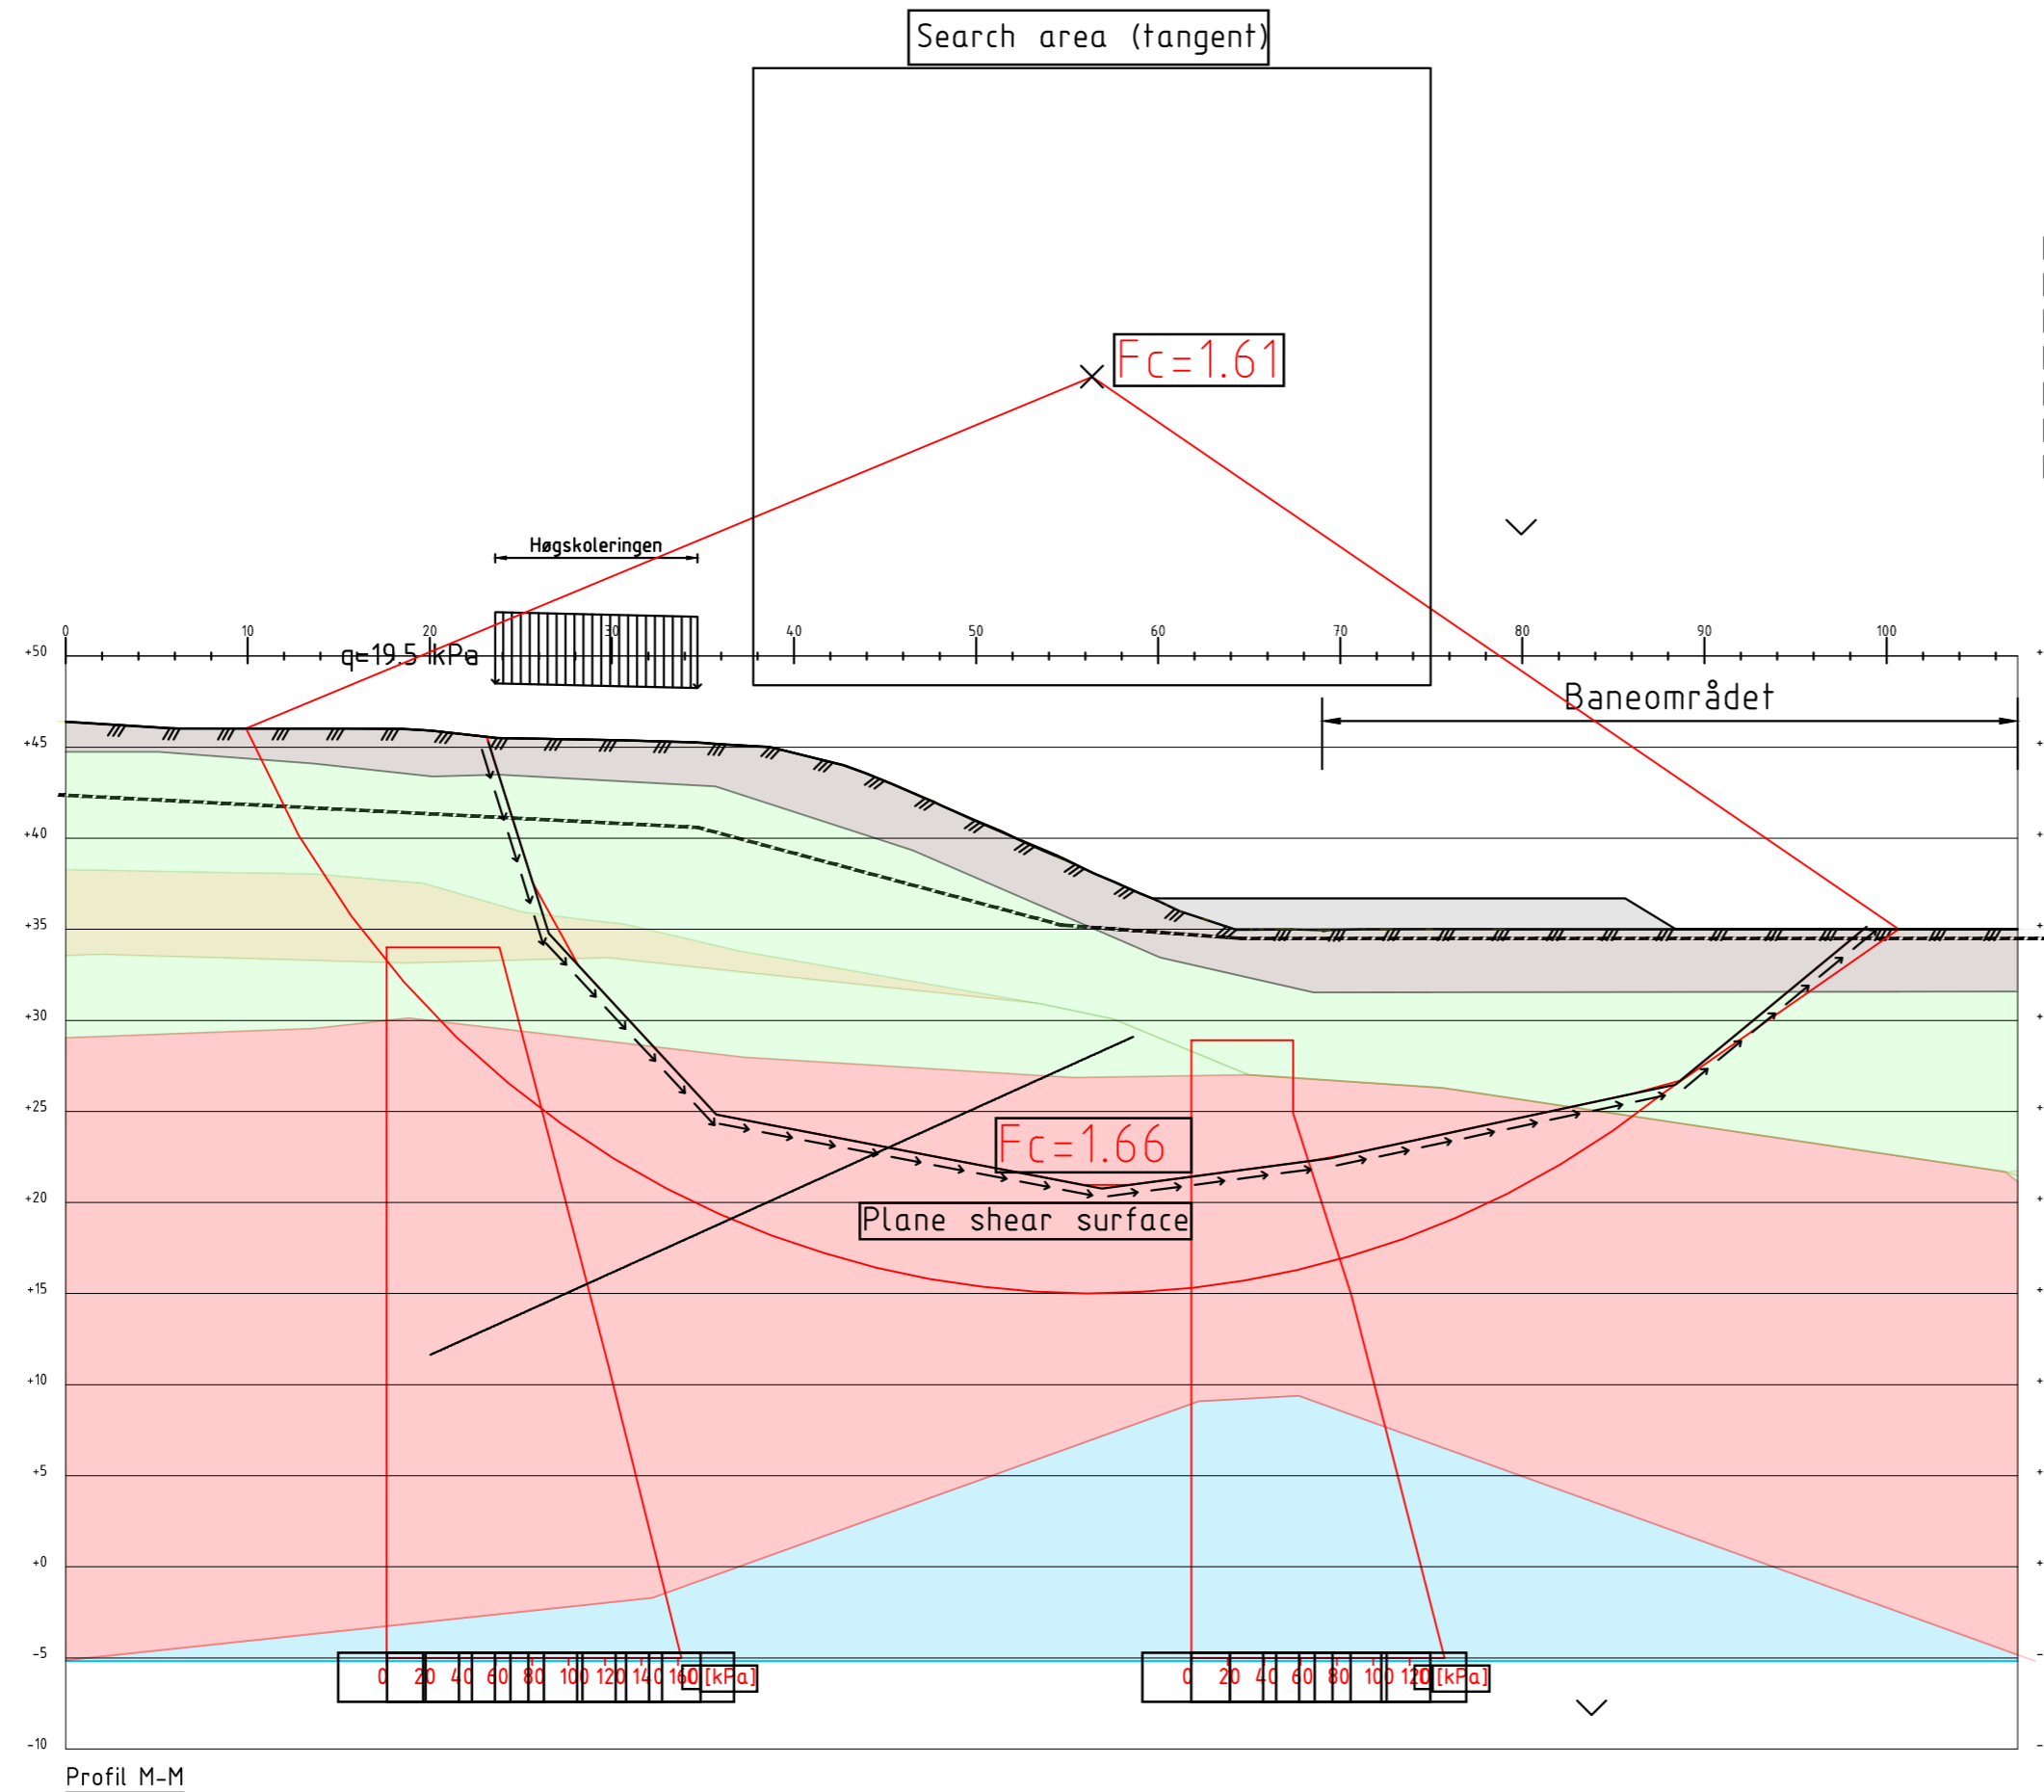 Search area (tangent)
Fc=1.61
Høgskoleringen
0 10 20 30 40 50 60 70 80 90 100
+50
q=19.5 kPa
Baneområdet
+45
+40
+35
+30
+25
Fc=1.66
+20
Plane shear surface
+15
+10
+5
+0
-5
0 20 40 60 80 100 120 140 160 [kPa]
0 20 40 60 80 100 120 [kPa]
-10
Profil M-M